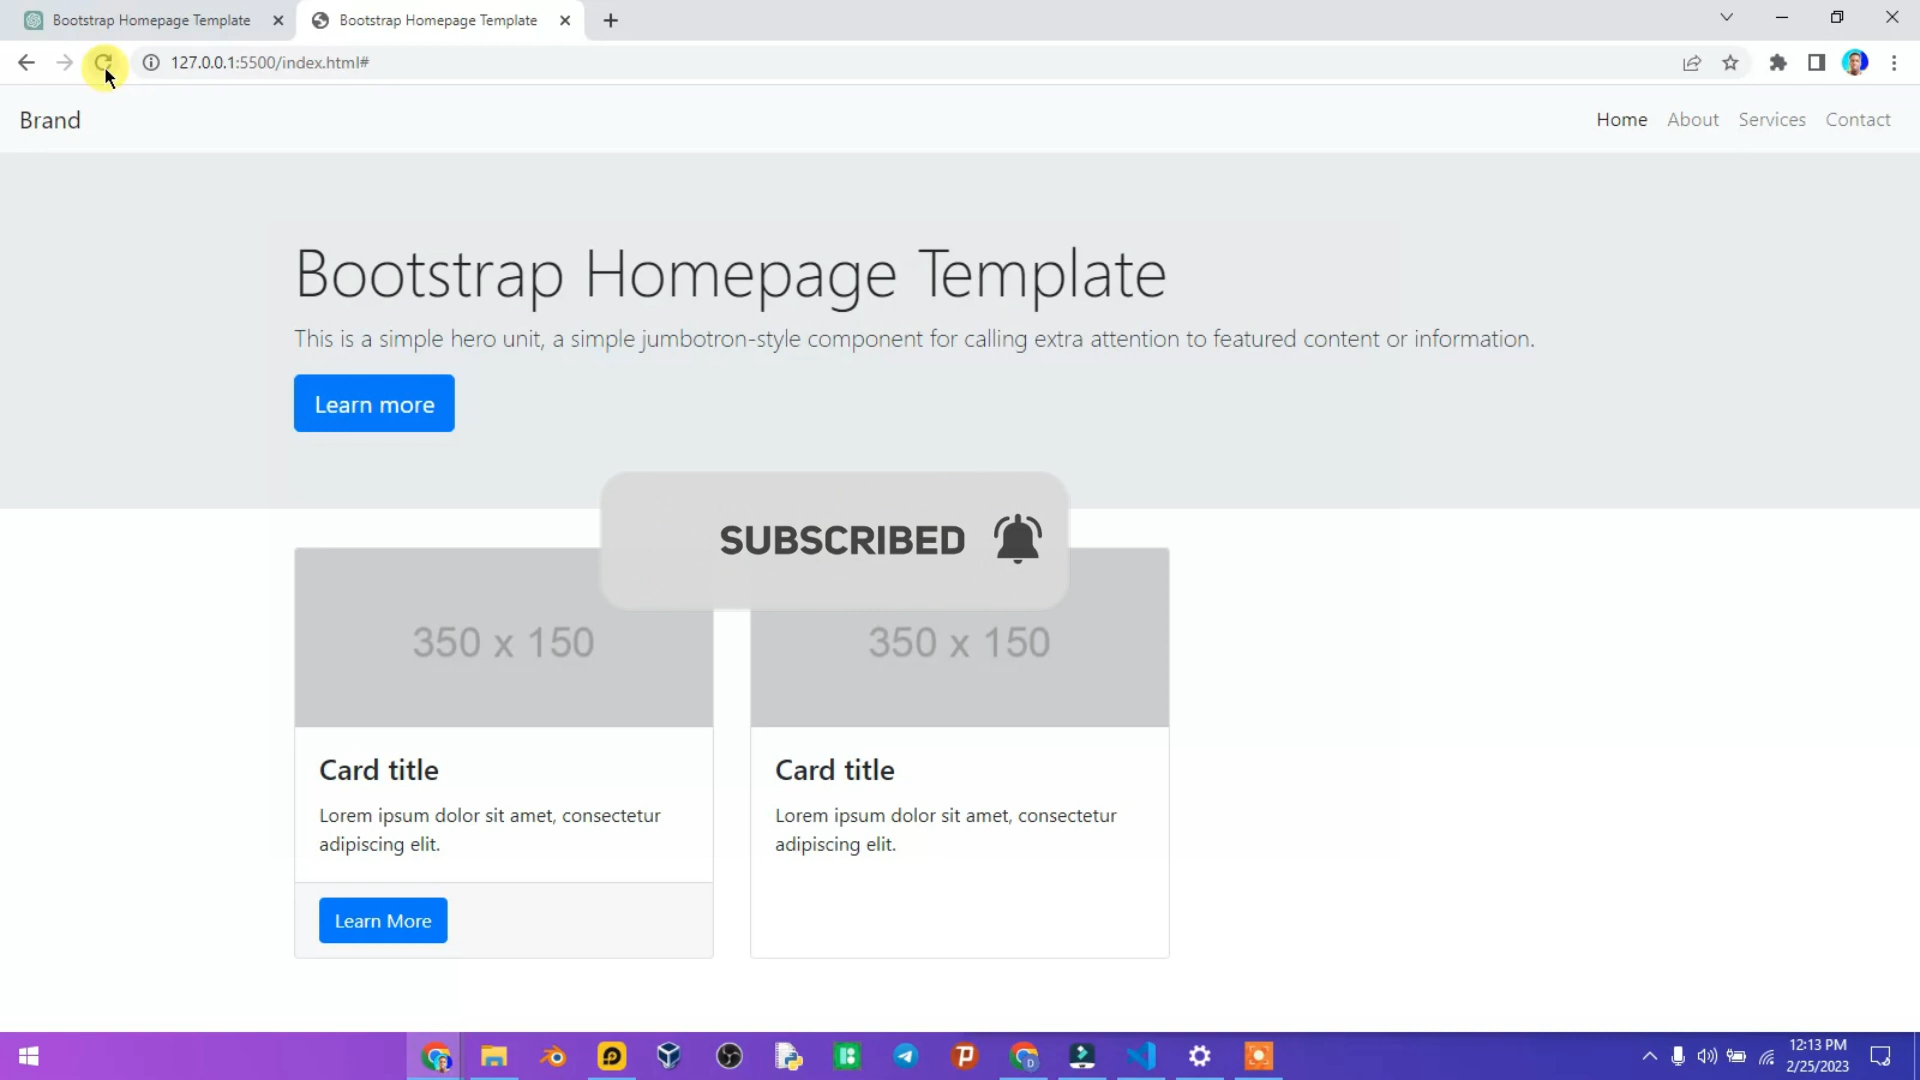 Bootstrap Homepage Template
Bootstrap Homepage Template
127.0.0.1:5500/index.html#
Brand
Home About Services Contact
Bootstrap Homepage Template
This is a simple hero unit, a simple jumbotron-style component for calling extra attention to featured content or information.
Learn more
SUBSCRIBED
350 x 150
350 x 150
Card title
Lorem ipsum dolor sit amet, consectetur
adipiscing elit.
Learn More
Card title
Lorem ipsum dolor sit amet, consectetur
adipiscing elit.
D
12:13 PM
2/25/2023